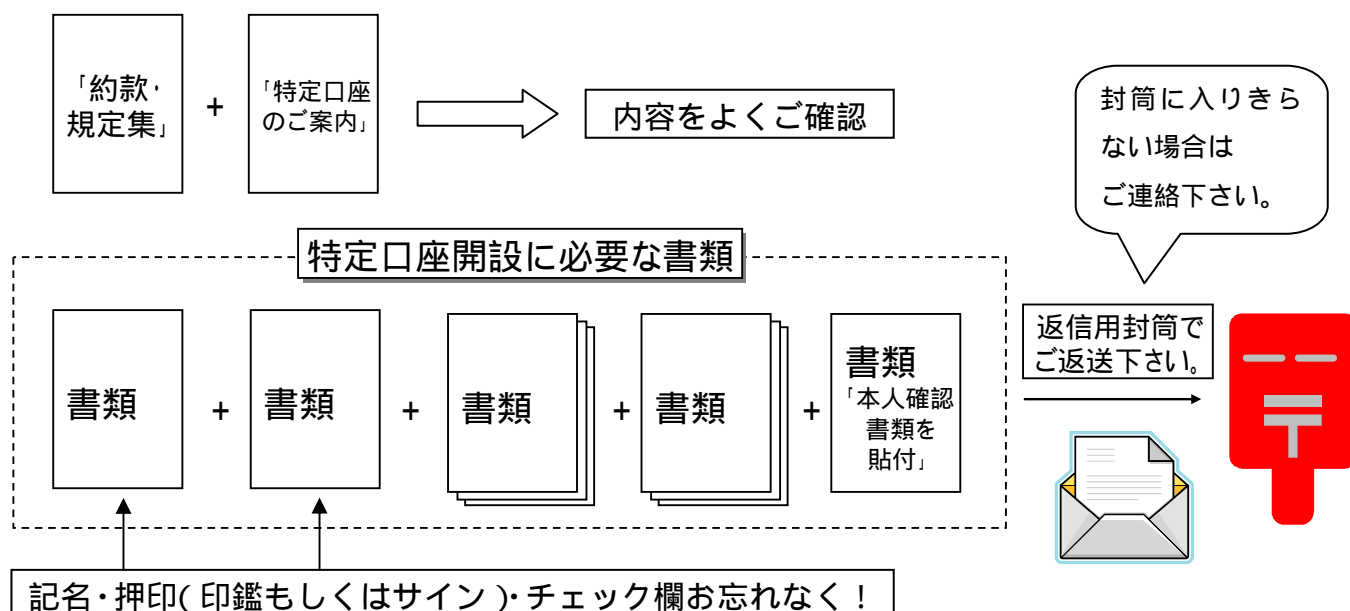 「約款・
規定集」
+
「特定口座
のご案内」
内容をよくご確認
封筒に入りきら
ない場合は
ご連絡下さい。
特定口座開設に必要な書類
書類
+
書類
+
書類
+
書類
+
書類
「本人確認
書類を
貼付」
返信用封筒で
ご返送下さい。
〒
記名・押印(印鑑もしくはサイン)・チェック欄お忘れなく！